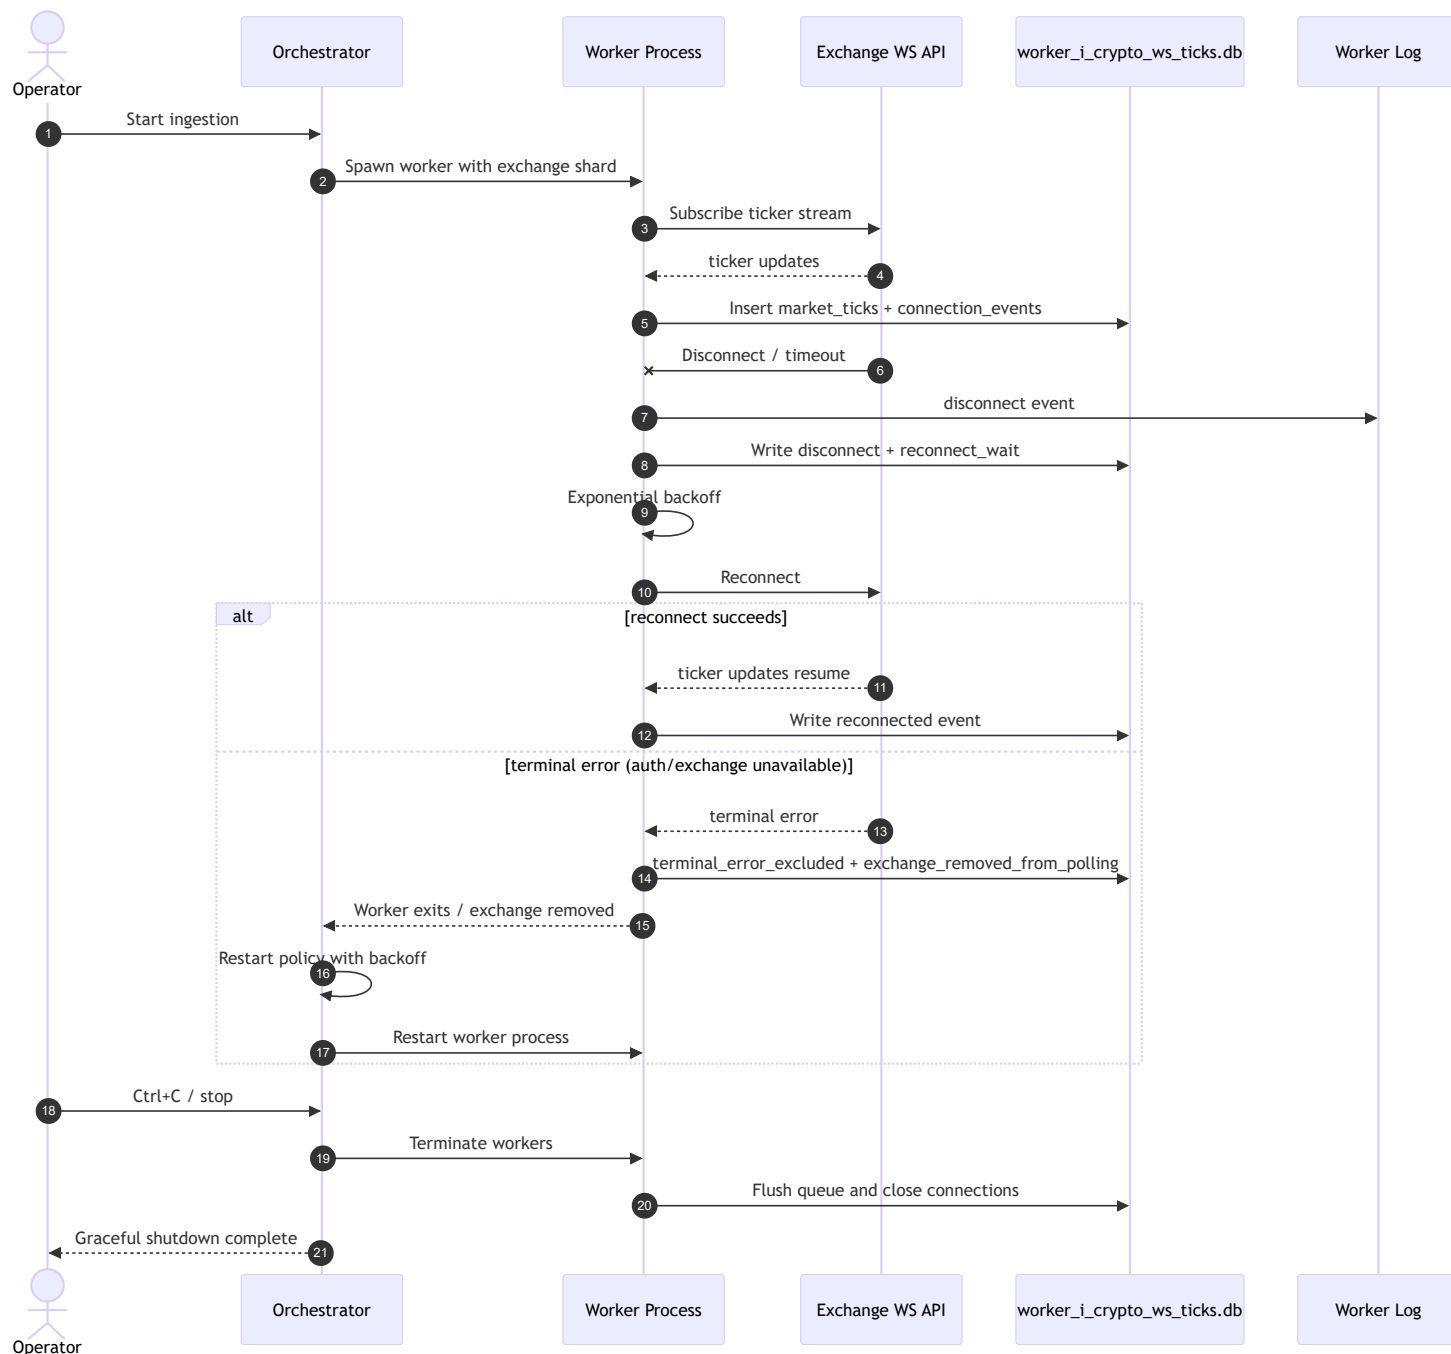 Operator
Orchestrator
Worker Process
Exchange WS API
worker_i_crypto_ws_ticks.db
Worker Log
1
Start ingestion
2
Spawn worker with exchange shard
3
Subscribe ticker stream
ticker updates
4
5
Insert market_ticks + connection_events
Disconnect / timeout
6
7
disconnect event
8
Write disconnect + reconnect_wait
Exponential backoff
9
10
Reconnect
alt
[reconnect succeeds]
ticker updates resume
11
12
Write reconnected event
[terminal error (auth/exchange unavailable)]
terminal error
13
14
terminal_error_excluded + exchange_removed_from_polling
Worker exits / exchange removed
15
Restart policy with backoff
16
17
Restart worker process
18
Ctrl+C / stop
19
Terminate workers
20
Flush queue and close connections
Graceful shutdown complete
21
Operator
Orchestrator
Worker Process
Exchange WS API
worker_i_crypto_ws_ticks.db
Worker Log